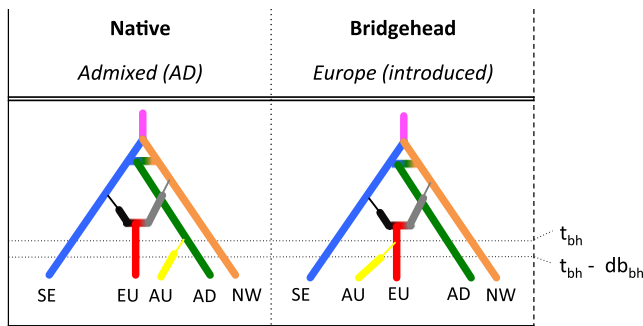 Native Bridgehead
Admixed (AD) Europe (introduced)
t_bh
t_bh - db_bh
SE EU AU AD NW SE AU EU AD NW